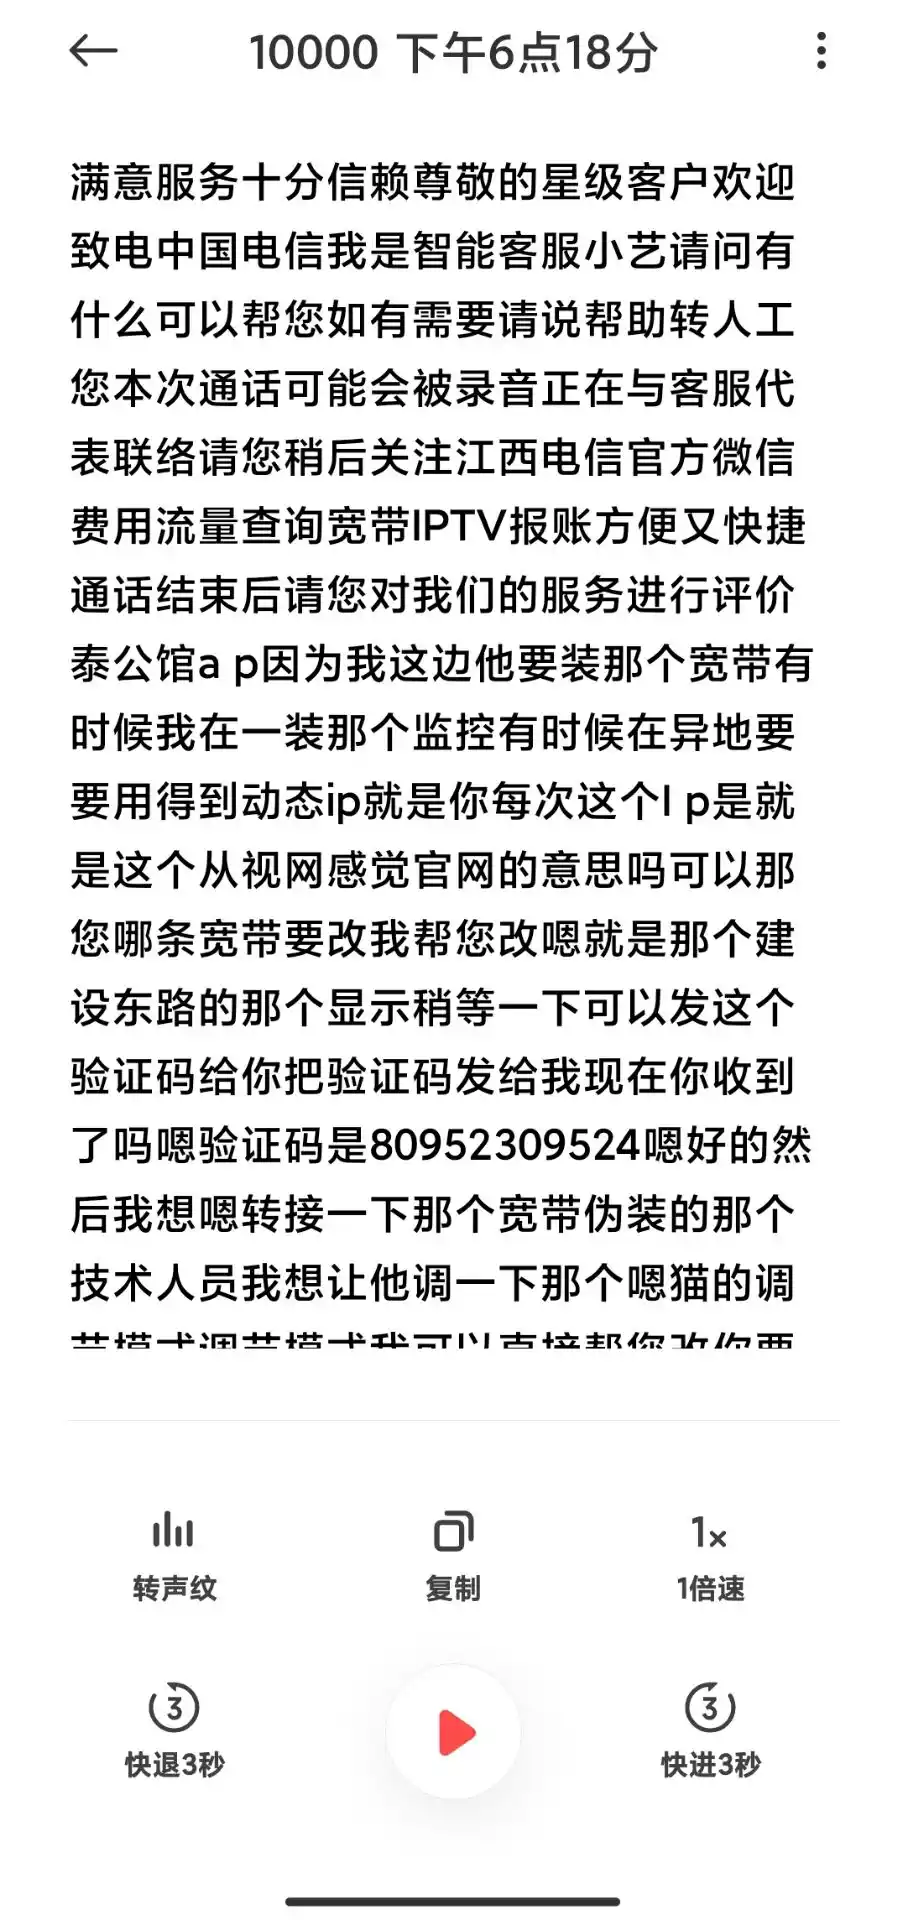 10000 下午6点18分
满意服务十分信赖尊敬的星级客户欢迎
致电中国电信我是智能客服小艺请问有
什么可以帮您如有需要请说帮助转人工
您本次通话可能会被录音正在与客服代
表联络请您稍后关注江西电信官方微信
费用流量查询宽带IPTV报账方便又快捷
通话结束后请您对我们的服务进行评价
泰公馆a p因为我这边他要装那个宽带有
时候我在一装那个监控有时候在异地要
要用得到动态ip就是你每次这个I p是就
是这个从视网感觉官网的意思吗可以那
您哪条宽带要改我帮您改嗯就是那个建
设东路的那个显示稍等一下可以发这个
验证码给你把验证码发给我现在你收到
了吗嗯验证码是80952309524嗯好的然
后我想嗯转接一下那个宽带伪装的那个
技术人员我想让他调一下那个嗯猫的调
节模式调节模式我可以直接帮您改你要
转声纹
复制
1x
1倍速
3
快退3秒
3
快进3秒